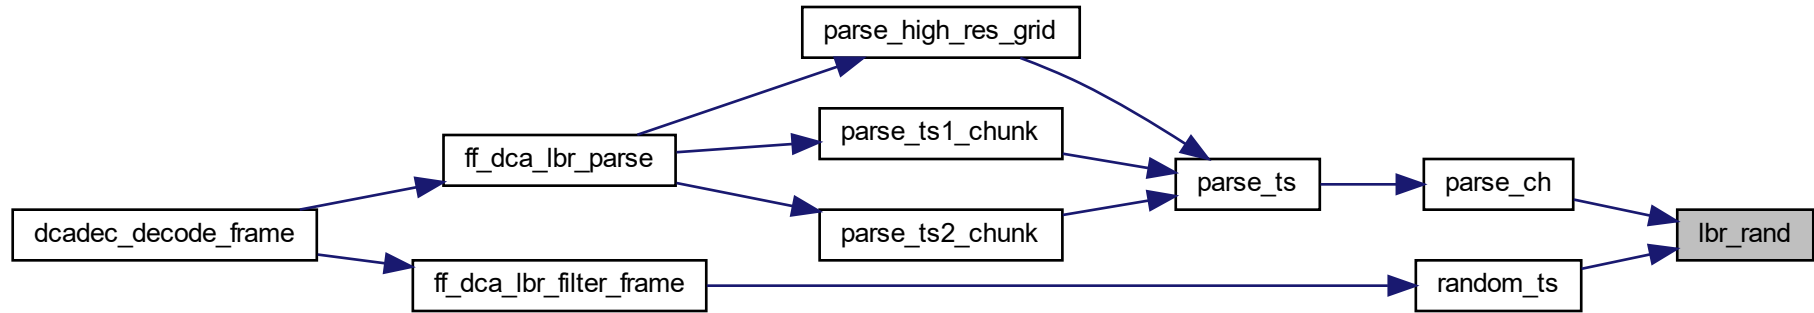 parse_high_res_grid
parse_ts1_chunk
ff_dca_lbr_parse
parse_ts
parse_ch
dcadec_decode_frame
parse_ts2_chunk
lbr_rand
ff_dca_lbr_filter_frame
random_ts